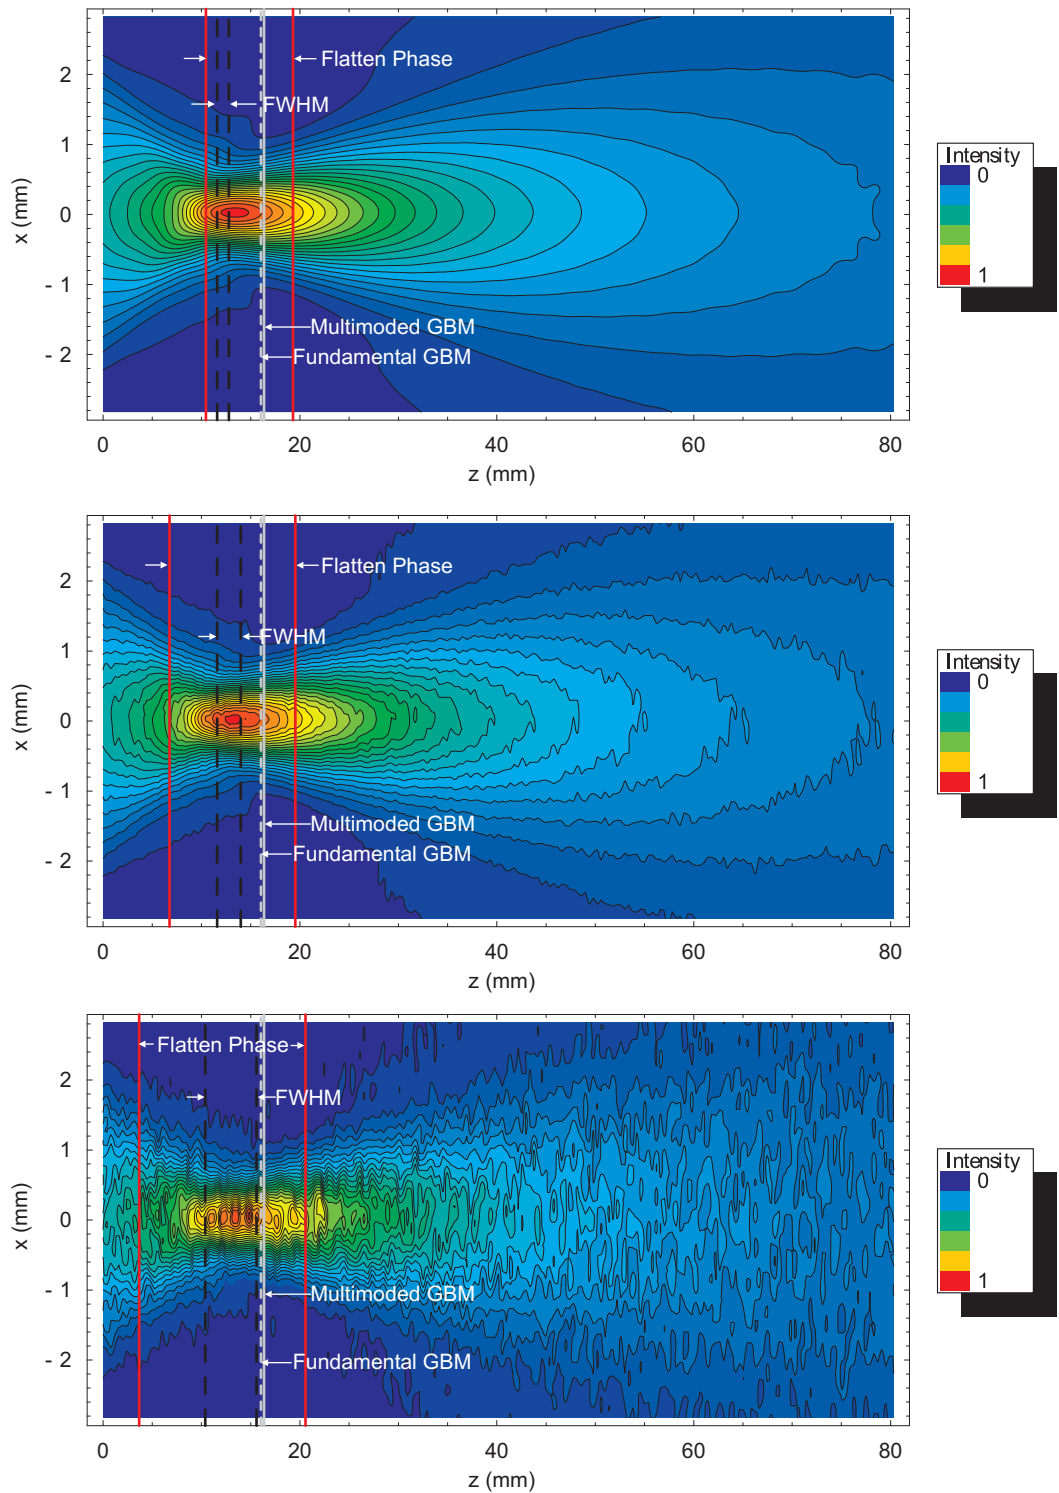 2
1
0
- 1
- 2
x (mm)
Flatten Phase
FWHM
Multimoded GBM
Fundamental GBM
0
20
40
60
80
z (mm)
Intensity
0
1
2
1
0
- 1
- 2
x (mm)
Flatten Phase
FWHM
Multimoded GBM
Fundamental GBM
0
20
40
60
80
z (mm)
Intensity
0
1
2
1
0
- 1
- 2
x (mm)
Flatten Phase
FWHM
Multimoded GBM
Fundamental GBM
0
20
40
60
80
z (mm)
Intensity
0
1